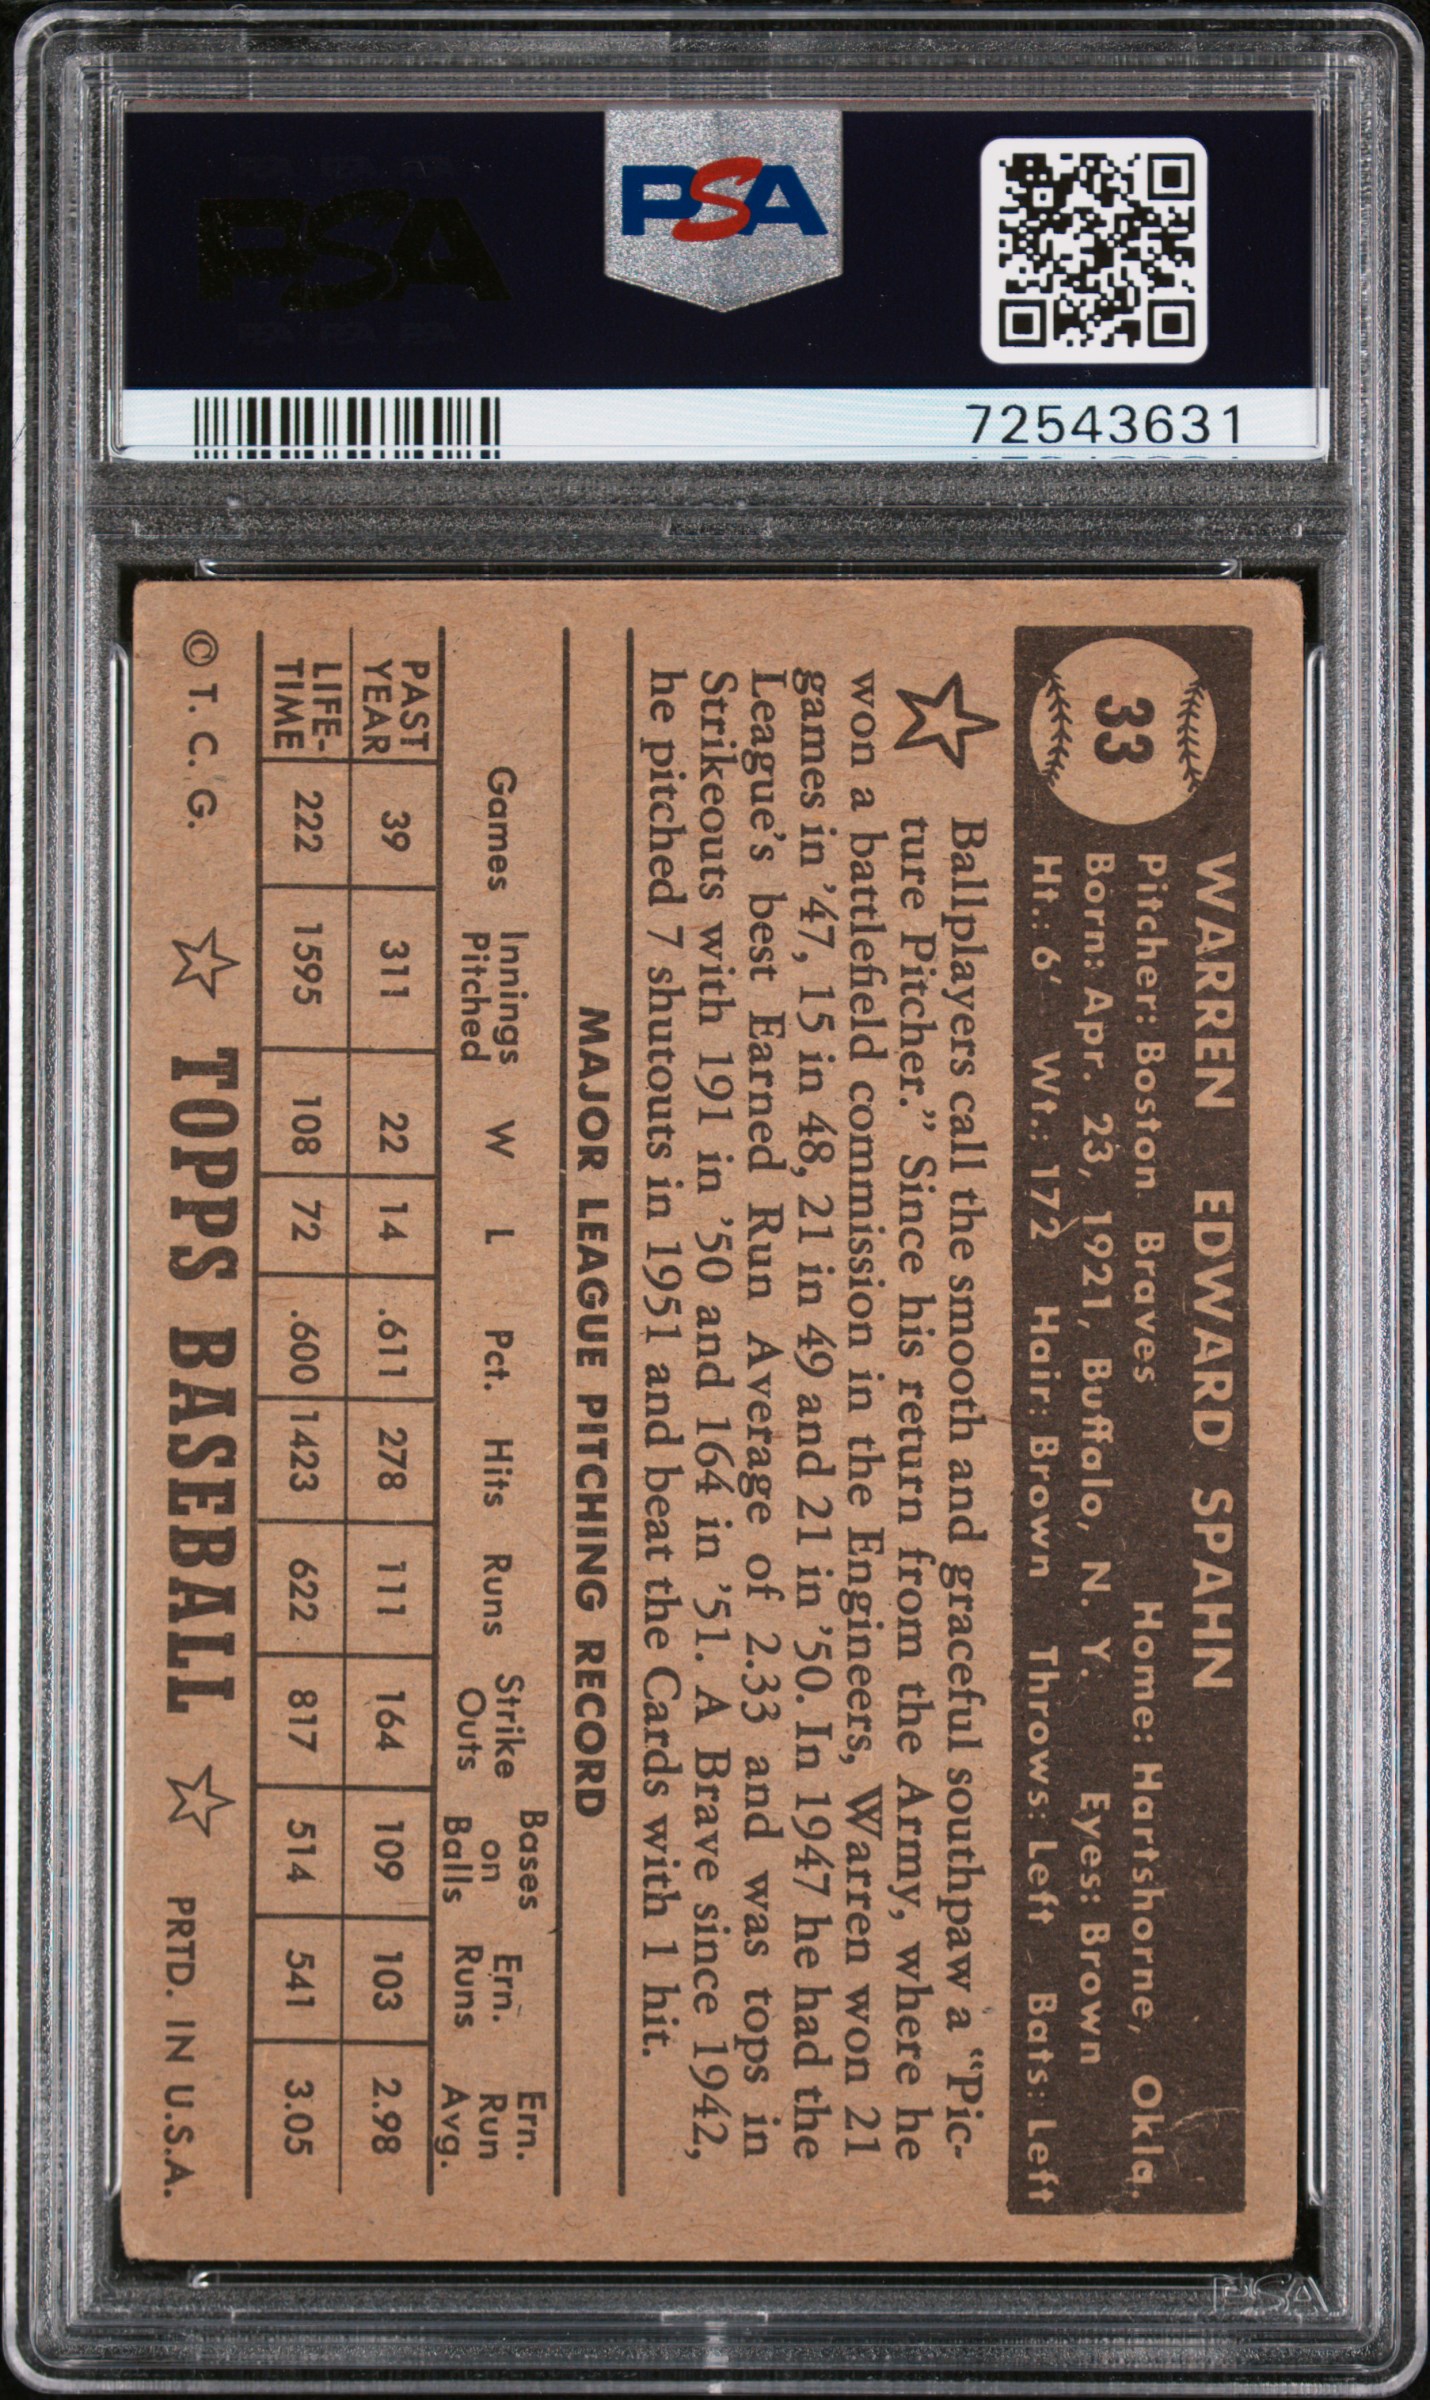 PSA
PSA
72543631
33
WARREN EDWARD SPAHN
Pitcher: Boston Braves Home: Hartshorne, Okla.
Born: Apr. 23, 1921, Buffalo, N. Y. Eyes: Brown
Ht.: 6' Wt.: 172 Hair: Brown Throws: Left Bats: Left
Ballplayers call the smooth and graceful southpaw a “Pic-
ture Pitcher.” Since his return from the Army, where he
won a battlefield commission in the Engineers, Warren won 21
games in ’47, 15 in 48, 21 in 49 and 21 in ’50. In 1947 he had the
League’s best Earned Run Average of 2.33 and was tops in
Strikeouts with 191 in ’50 and 164 in ’51. A Brave since 1942,
he pitched 7 shutouts in 1951 and beat the Cards with 1 hit.
MAJOR LEAGUE PITCHING RECORD
Games Innings Pitched W L Pct. Hits Runs Strike Outs Bases on Balls Ern. Runs Ern. Run Avg.
PAST YEAR 39 311 22 14 .611 278 111 164 109 103 2.98
LIFE-TIME 222 1595 108 72 .600 1423 622 817 514 541 3.05
© T. C. G. TOPPS BASEBALL PRTD. IN U.S.A.
PSA